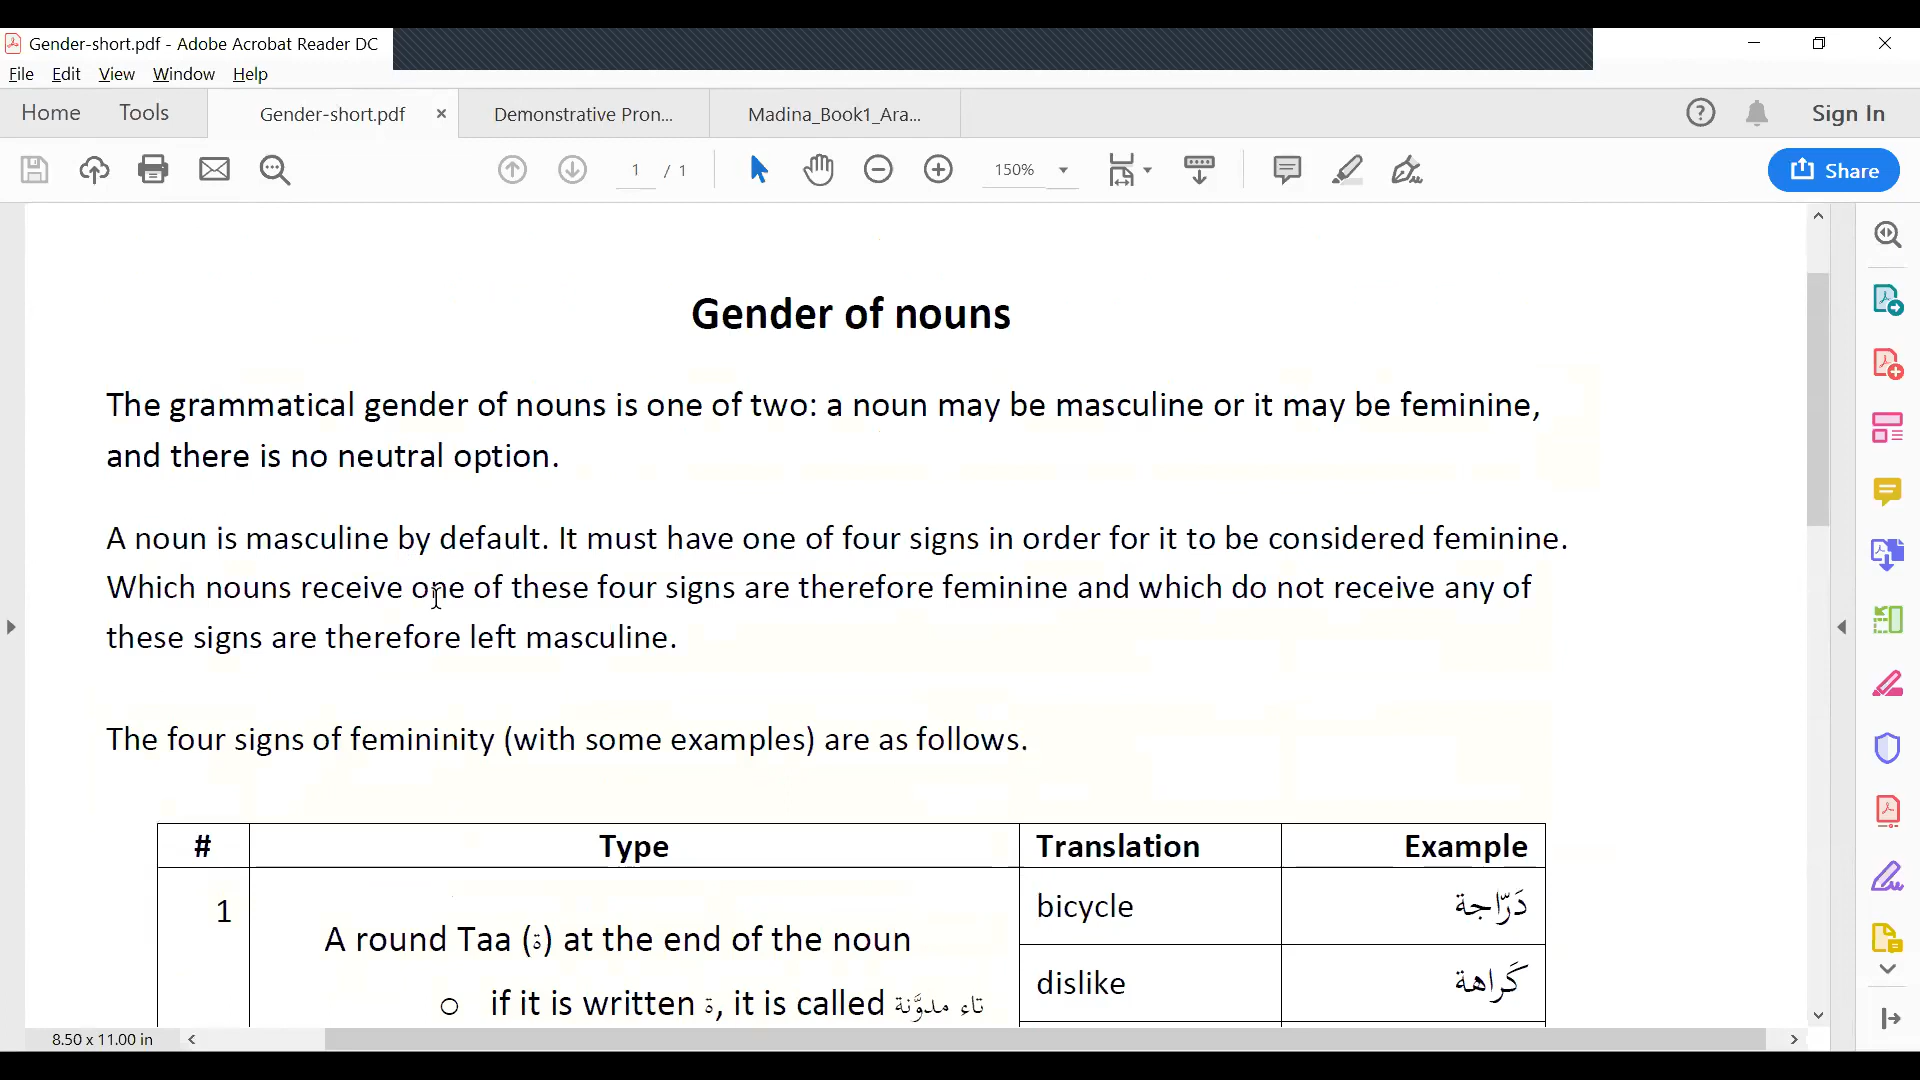 Gender-short.pdf - Adobe Acrobat Reader DC
File Edit View Window Help
Home Tools Gender-short.pdf × Demonstrative Pron... Madina_Book1_Ara... Sign In
1 / 1 150% Share
Gender of nouns
The grammatical gender of nouns is one of two: a noun may be masculine or it may be feminine,
and there is no neutral option.
A noun is masculine by default. It must have one of four signs in order for it to be considered feminine.
Which nouns receive one of these four signs are therefore feminine and which do not receive any of
these signs are therefore left masculine.
The four signs of femininity (with some examples) are as follows.
# Type Translation Example
1 bicycle دَرّاجة
A round Taa (ة) at the end of the noun
dislike كَراهة
o if it is written ة, it is called تاء مدوَّنة
8.50 x 11.00 in